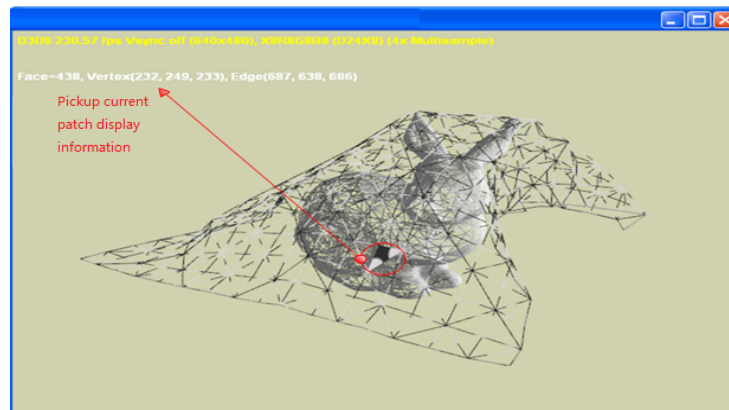 D3D9 230.57 fps Vsync off (640x480), X8R8G8B8 (D24X8) (4x Multisample)
Face=438, Vertex(232, 249, 233), Edge(687, 638, 686)
Pickup current
patch display
information